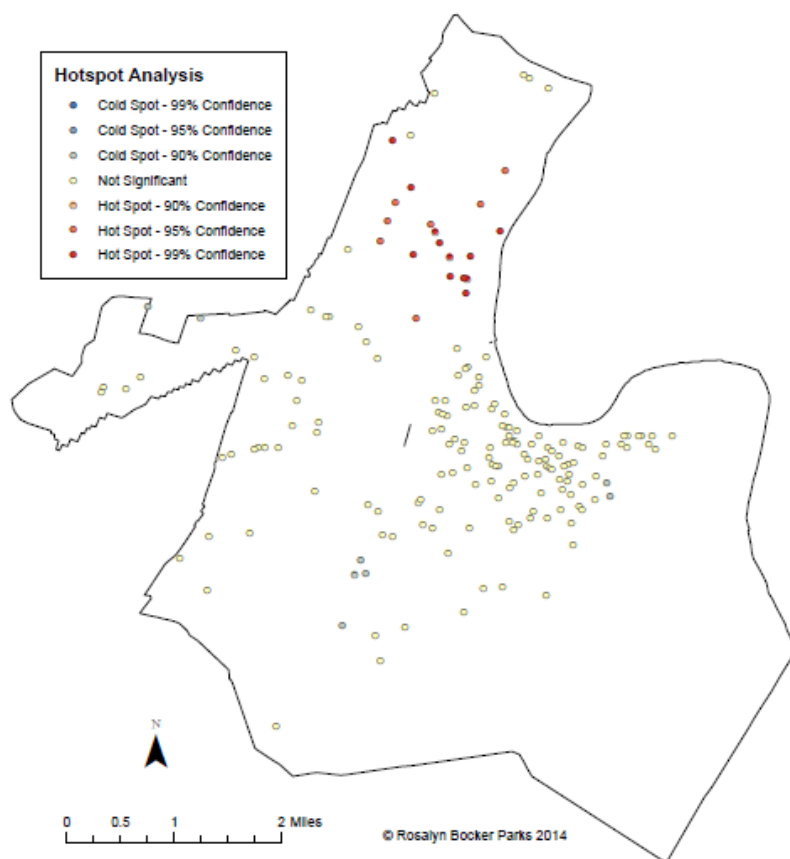 Hotspot Analysis
Cold Spot - 99% Confidence
Cold Spot - 95% Confidence
Cold Spot - 90% Confidence
Not Significant
Hot Spot - 90% Confidence
Hot Spot - 95% Confidence
Hot Spot - 99% Confidence
N
0 0.5 1 2 Miles
© Rosalyn Bocker Parks 2014